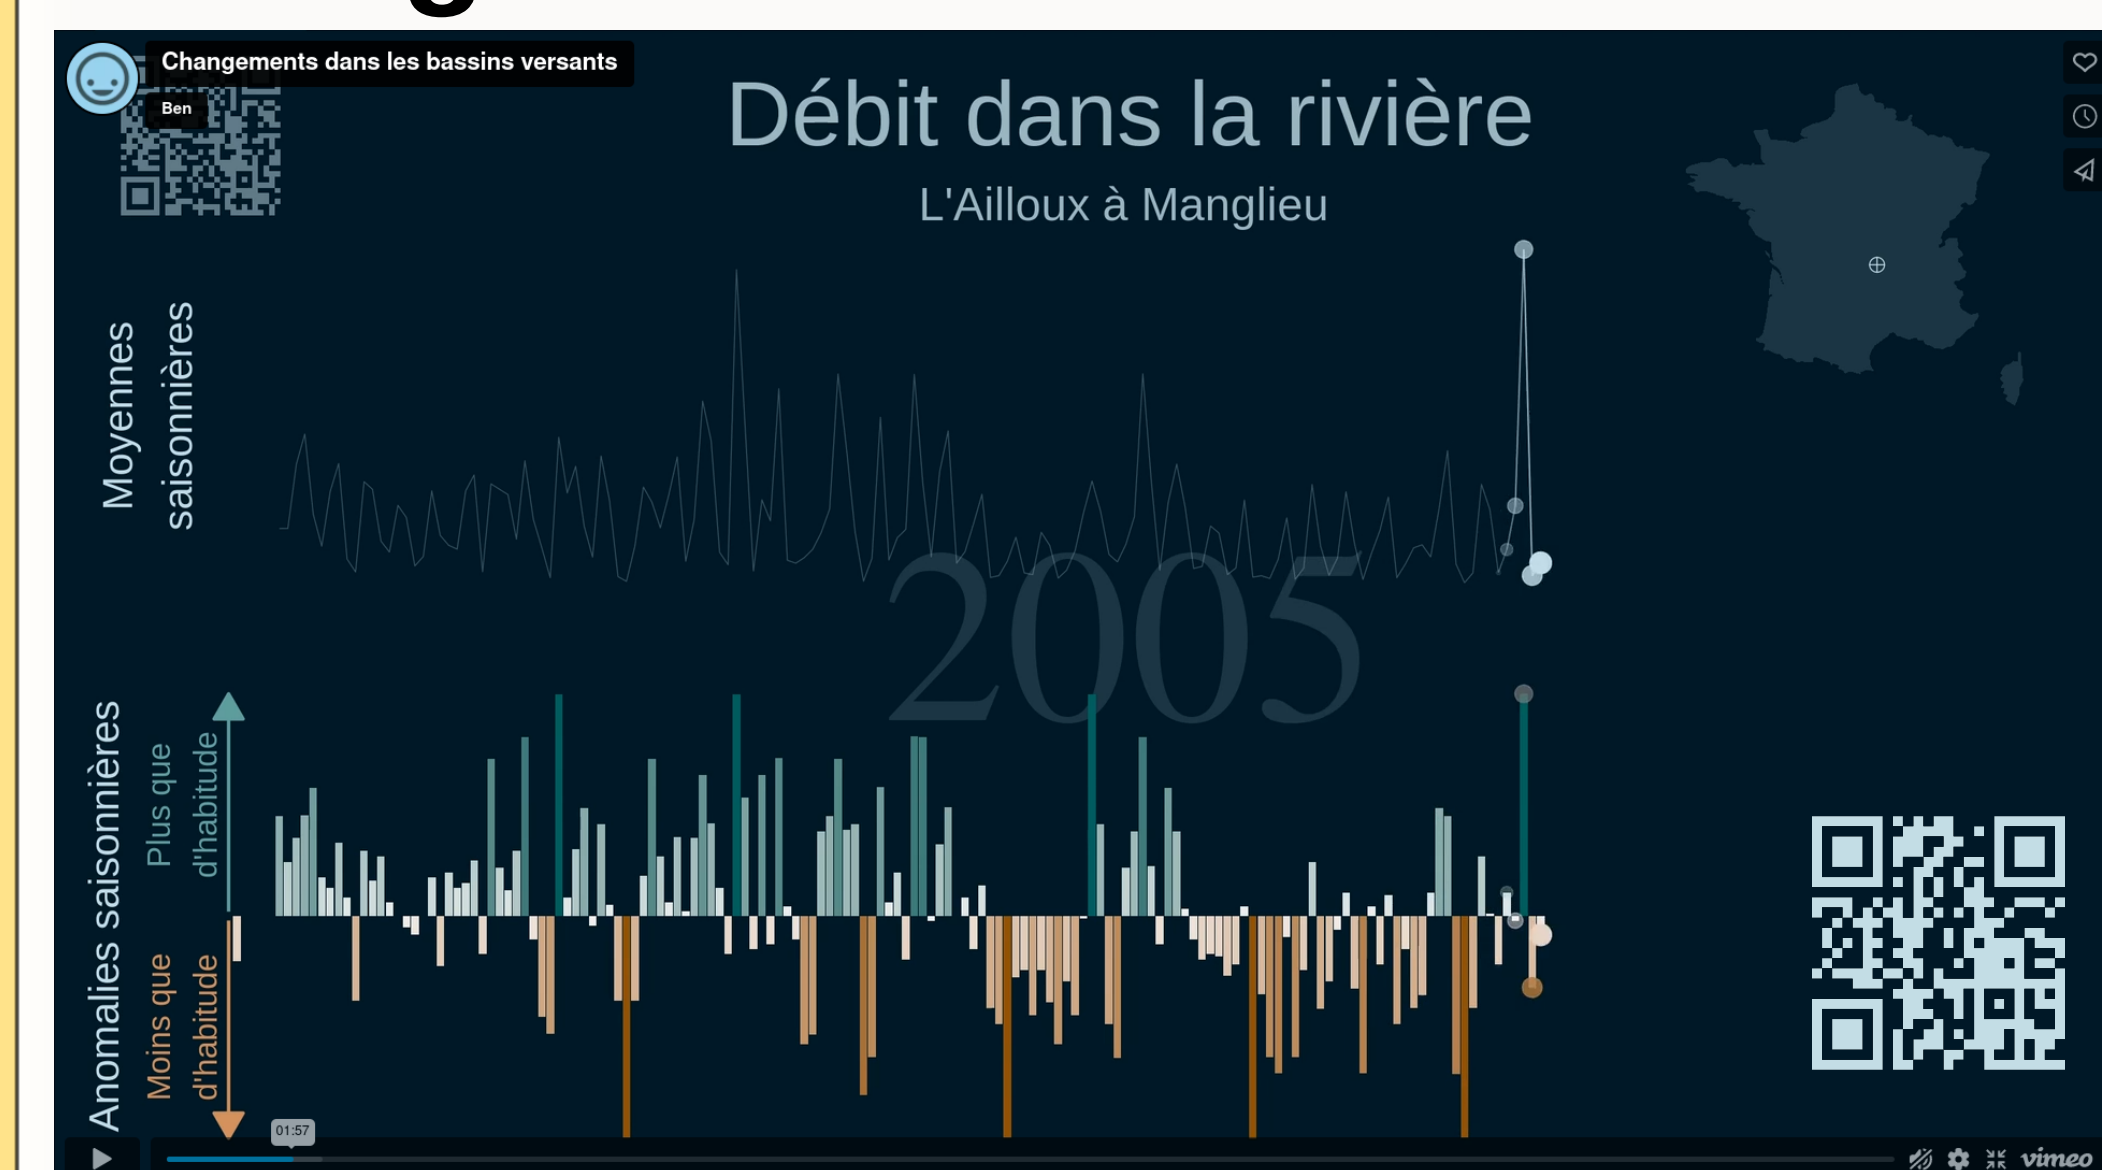 Changements dans les bassins versants
Ben
Débit dans la rivière
L'Ailloux à Manglieu
Moyennes
saisonnières
2005
Anomalies saisonnières
Plus que
d'habitude
Moins que
d'habitude
01:57
vimeo